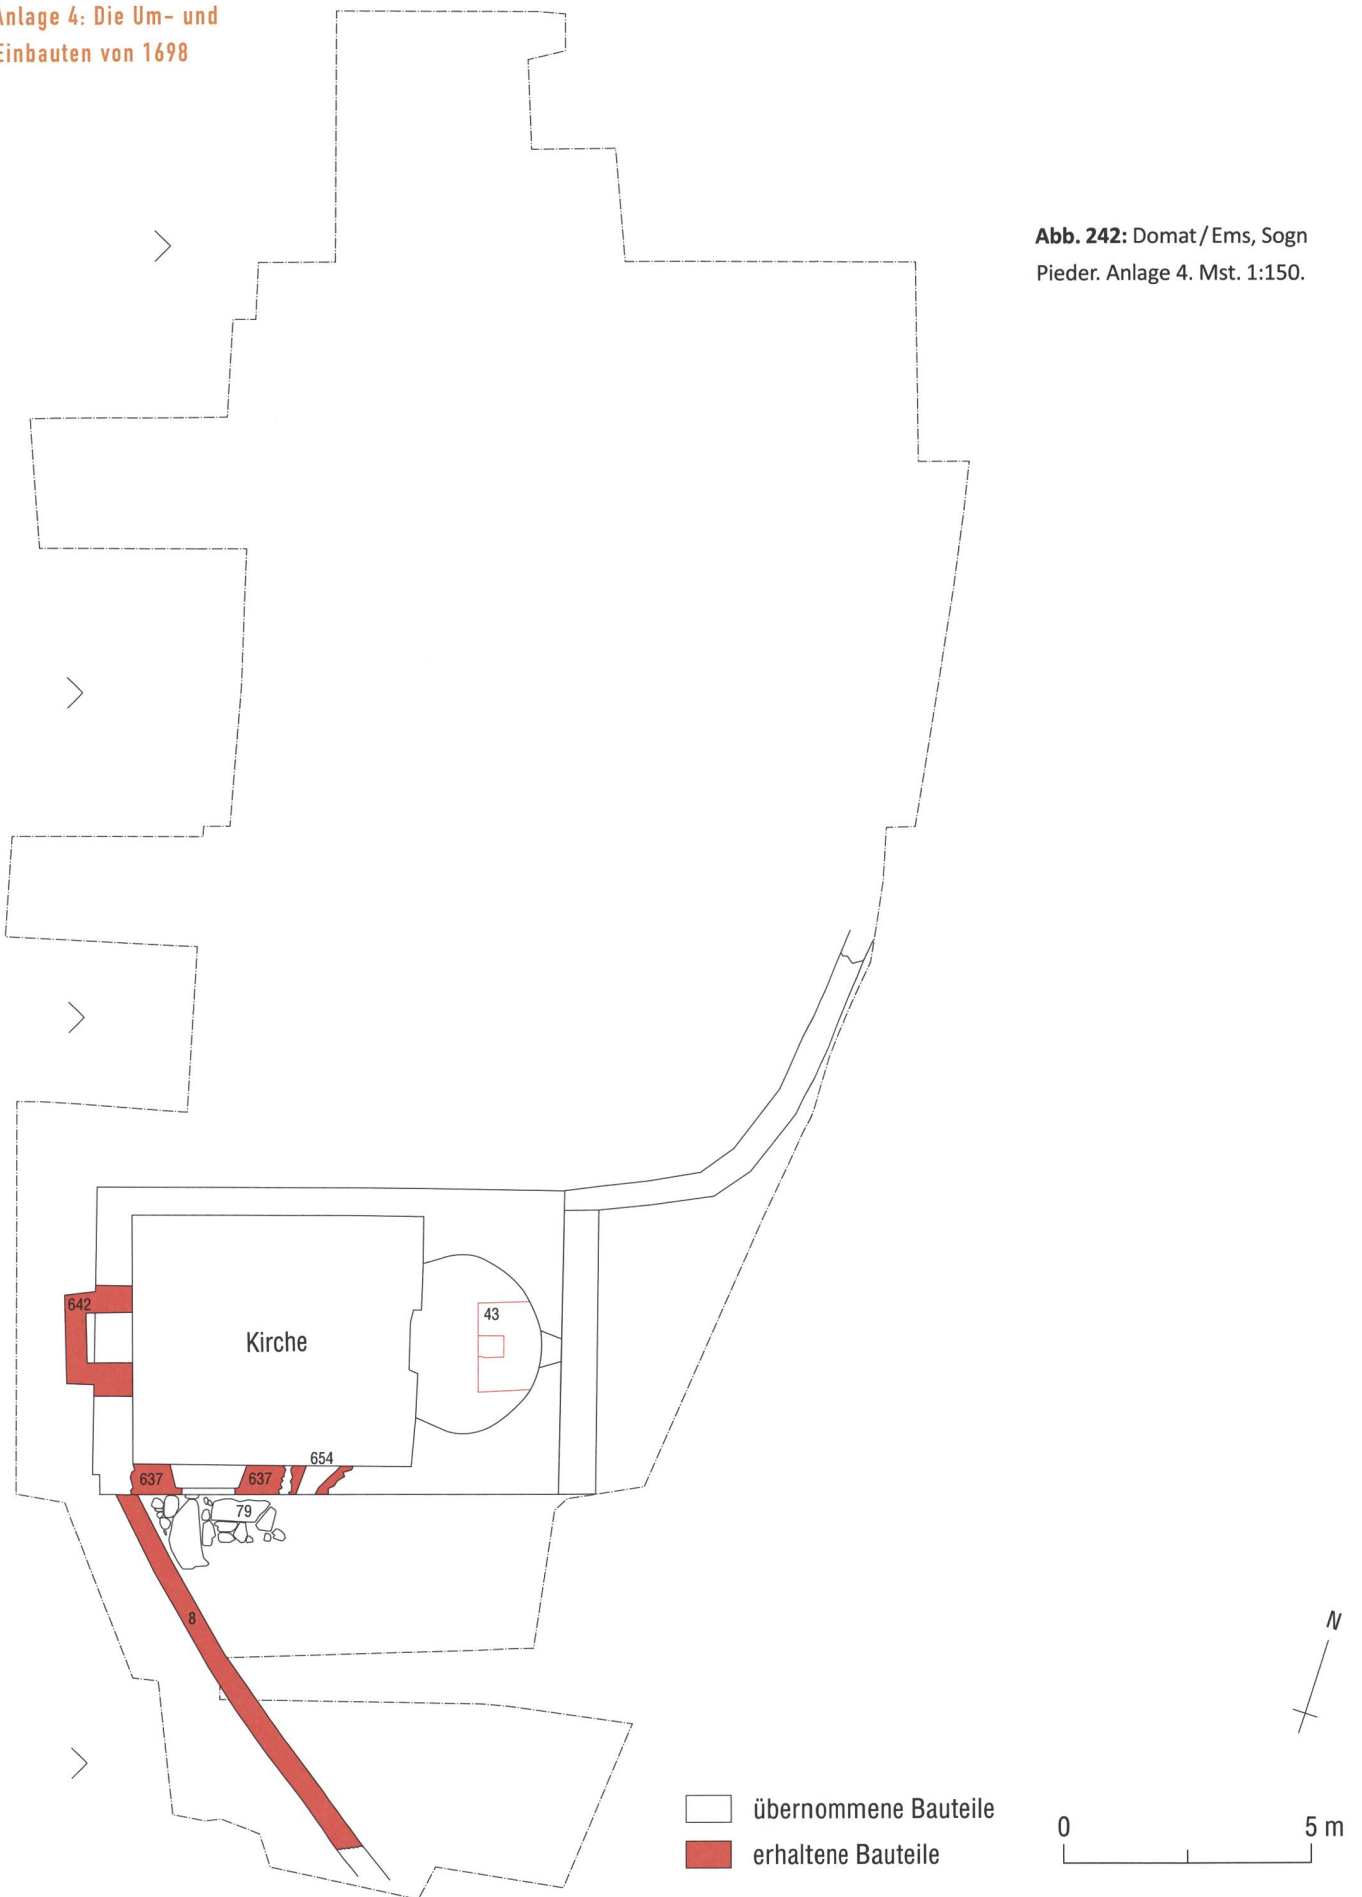 Anlage 4: Die Um- und
Einbauten von 1698
Abb. 242: Domat/Ems, Sogn
Pieder. Anlage 4. Mst. 1:150.
642
43
Kirche
654
637
637
79
8
N
übernommene Bauteile
erhaltene Bauteile
0
5 m